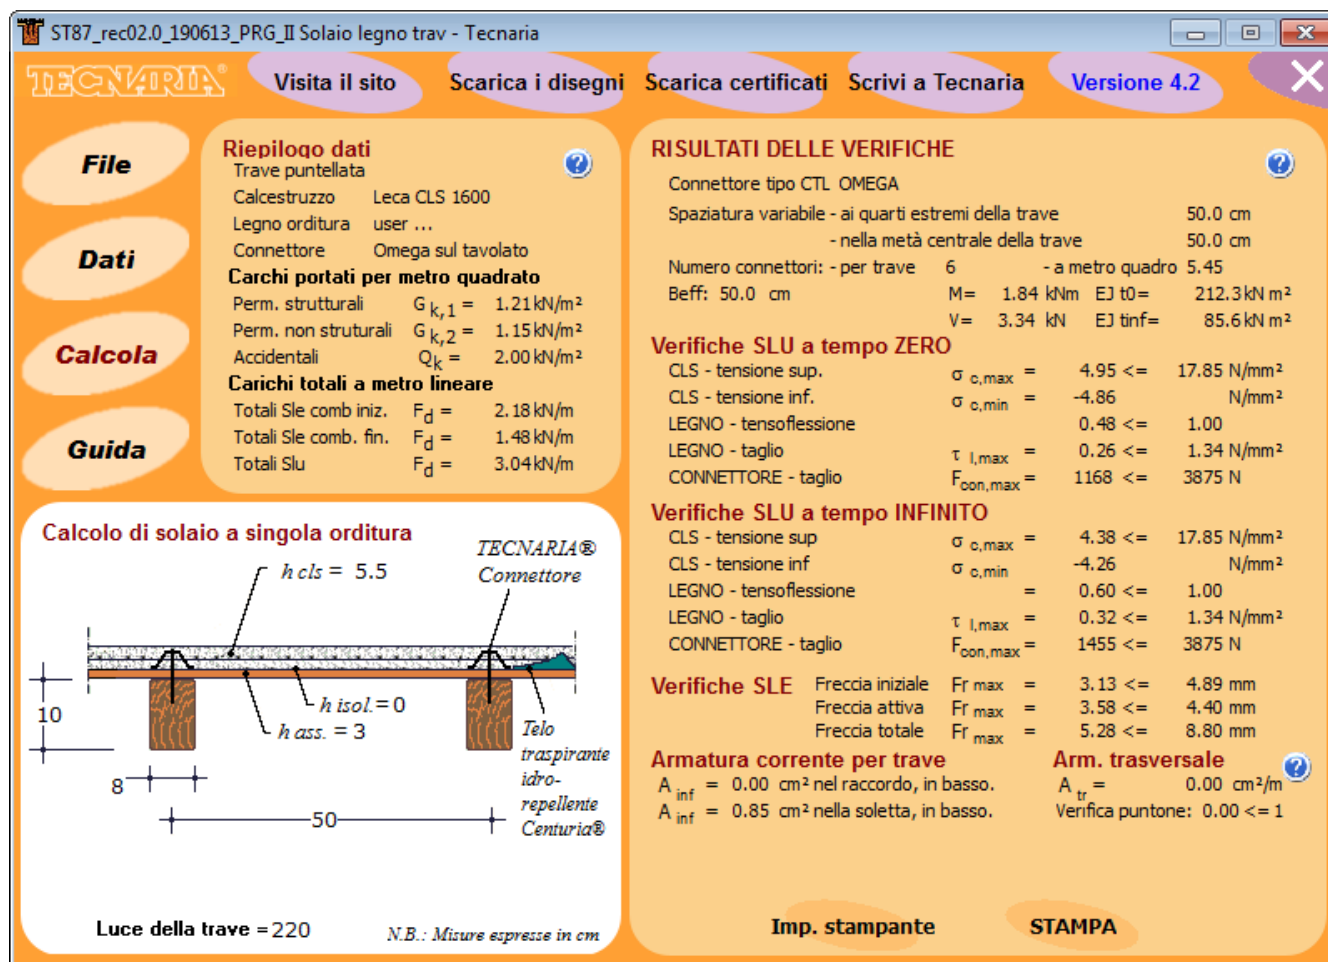 ST87_rec02.0_190613_PRG_II Solaio legno trav - Tecnaria
TECNARIA®
Visita il sito
Scarica i disegni
Scarica certificati
Scrivi a Tecnaria
Versione 4.2
File
Dati
Calcola
Guida
Riepilogo dati
Trave puntellata
Calcestruzzo Leca CLS 1600
Legno orditura user ...
Connettore Omega sul tavolato
Carchi portati per metro quadrato
Perm. strutturali G k,1 = 1.21 kN/m²
Perm. non struturali G k,2 = 1.15 kN/m²
Accidentali Qk = 2.00 kN/m²
Carichi totali a metro lineare
Totali Sle comb iniz. Fd = 2.18 kN/m
Totali Sle comb. fin. Fd = 1.48 kN/m
Totali Slu Fd = 3.04 kN/m
Calcolo di solaio a singola orditura
TECNARIA®
Connettore
h cls = 5.5
10
h isol. = 0
h ass. = 3
8
50
Telo
traspirante
idro-
repellente
Centuria®
Luce della trave = 220
N.B.: Misure espresse in cm
RISULTATI DELLE VERIFICHE
Connettore tipo CTL OMEGA
Spaziatura variabile - ai quarti estremi della trave 50.0 cm
- nella metà centrale della trave 50.0 cm
Numero connettori: - per trave 6 - a metro quadro 5.45
Beff: 50.0 cm M= 1.84 kNm EJ t0= 212.3 kN m²
V= 3.34 kN EJ tinf= 85.6 kN m²
Verifiche SLU a tempo ZERO
CLS - tensione sup. σ c,max = 4.95 <= 17.85 N/mm²
CLS - tensione inf. σ c,min = -4.86 N/mm²
LEGNO - tensoflessione 0.48 <= 1.00
LEGNO - taglio τ l,max = 0.26 <= 1.34 N/mm²
CONNETTORE - taglio Fcon,max = 1168 <= 3875 N
Verifiche SLU a tempo INFINITO
CLS - tensione sup σ c,max = 4.38 <= 17.85 N/mm²
CLS - tensione inf σ c,min -4.26 N/mm²
LEGNO - tensoflessione = 0.60 <= 1.00
LEGNO - taglio τ l,max = 0.32 <= 1.34 N/mm²
CONNETTORE - taglio Fcon,max = 1455 <= 3875 N
Verifiche SLE Freccia iniziale Fr max = 3.13 <= 4.89 mm
Freccia attiva Fr max = 3.58 <= 4.40 mm
Freccia totale Fr max = 5.28 <= 8.80 mm
Armatura corrente per trave
A inf = 0.00 cm² nel raccordo, in basso.
A inf = 0.85 cm² nella soletta, in basso.
Arm. trasversale
A tr = 0.00 cm²/m
Verifica puntone: 0.00 <= 1
Imp. stampante
STAMPA